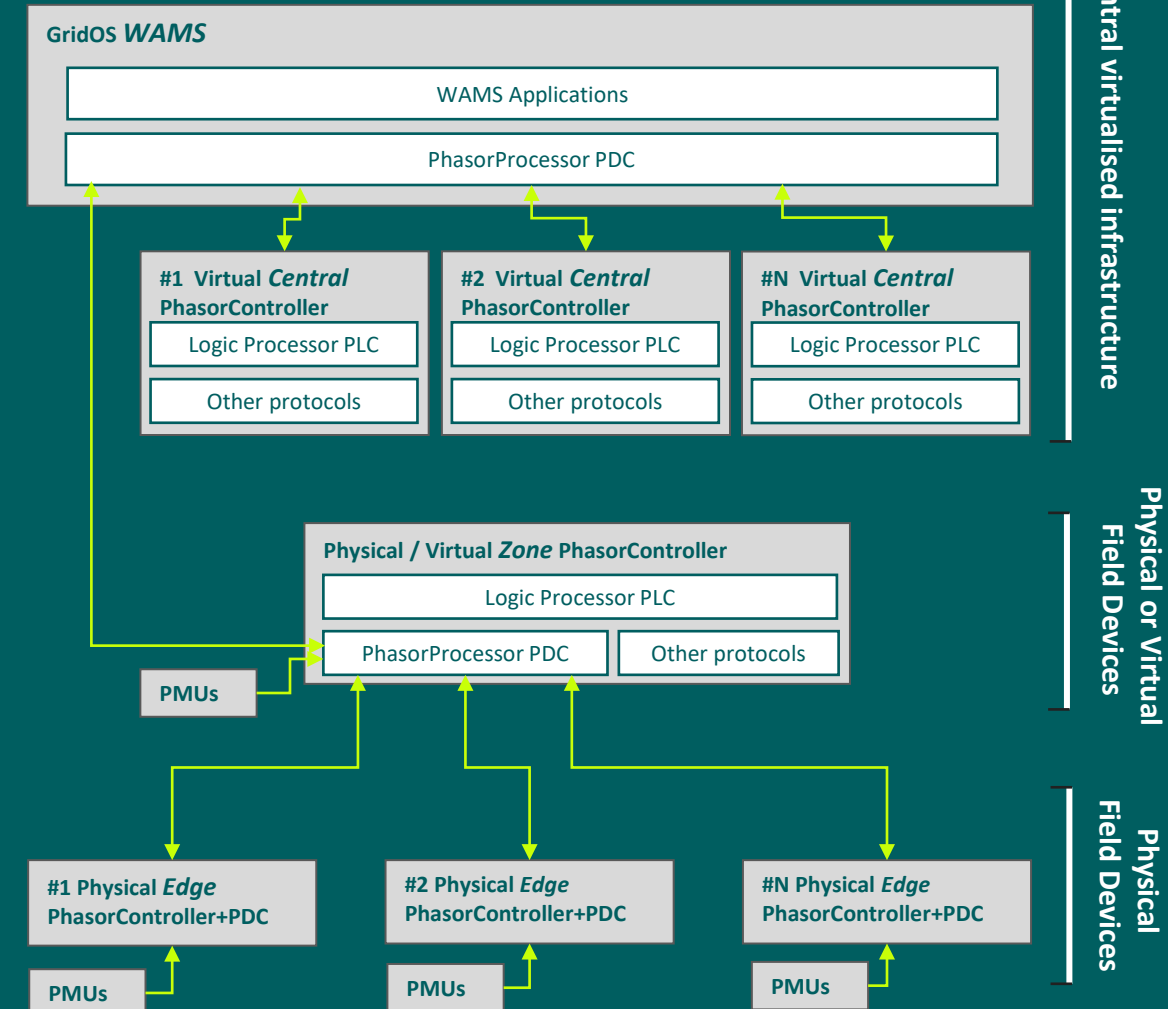 GridOS WAMS
WAMS Applications
PhasorProcessor PDC
#1 Virtual Central
PhasorController
Logic Processor PLC
Other protocols
#2 Virtual Central
PhasorController
Logic Processor PLC
Other protocols
#N Virtual Central
PhasorController
Logic Processor PLC
Other protocols
virtualised infrastructure
Physical / Virtual Zone PhasorController
Logic Processor PLC
PhasorProcessor PDC
Other protocols
PMUs
Physical or Virtual
Field Devices
#1 Physical Edge
PhasorController+PDC
#2 Physical Edge
PhasorController+PDC
#N Physical Edge
PhasorController+PDC
PMUs
PMUs
PMUs
Physical
Field Devices